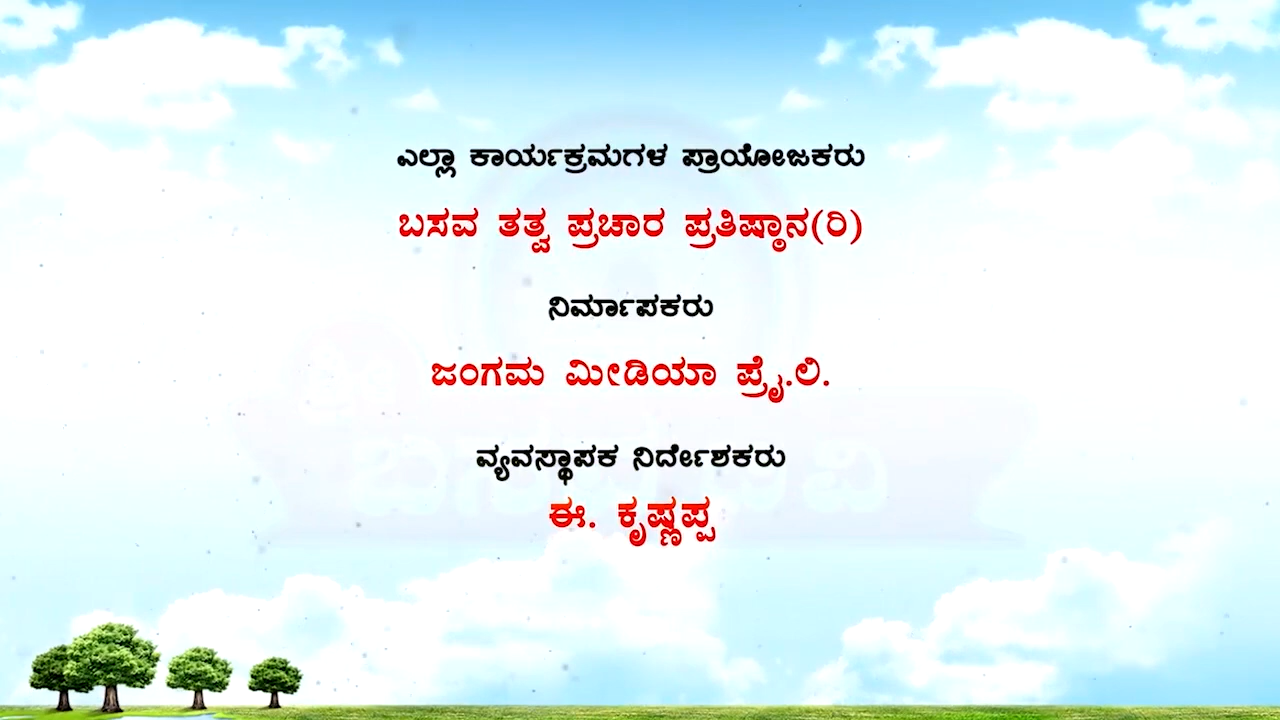 ಎಲ್ಲಾ ಕಾರ್ಯಕ್ರಮಗಳ ಪ್ರಾಯೋಜಕರು
ಬಸವ ತತ್ವ ಪ್ರಚಾರ ಪ್ರತಿಷ್ಠಾನ(ರಿ)
ನಿರ್ಮಾಪಕರು
ಜಂಗಮ ಮೀಡಿಯಾ ಪ್ರೈ.ಲಿ.
ವ್ಯವಸ್ಥಾಪಕ ನಿರ್ದೇಶಕರು
ಈ. ಕೃಷ್ಣಪ್ಪ